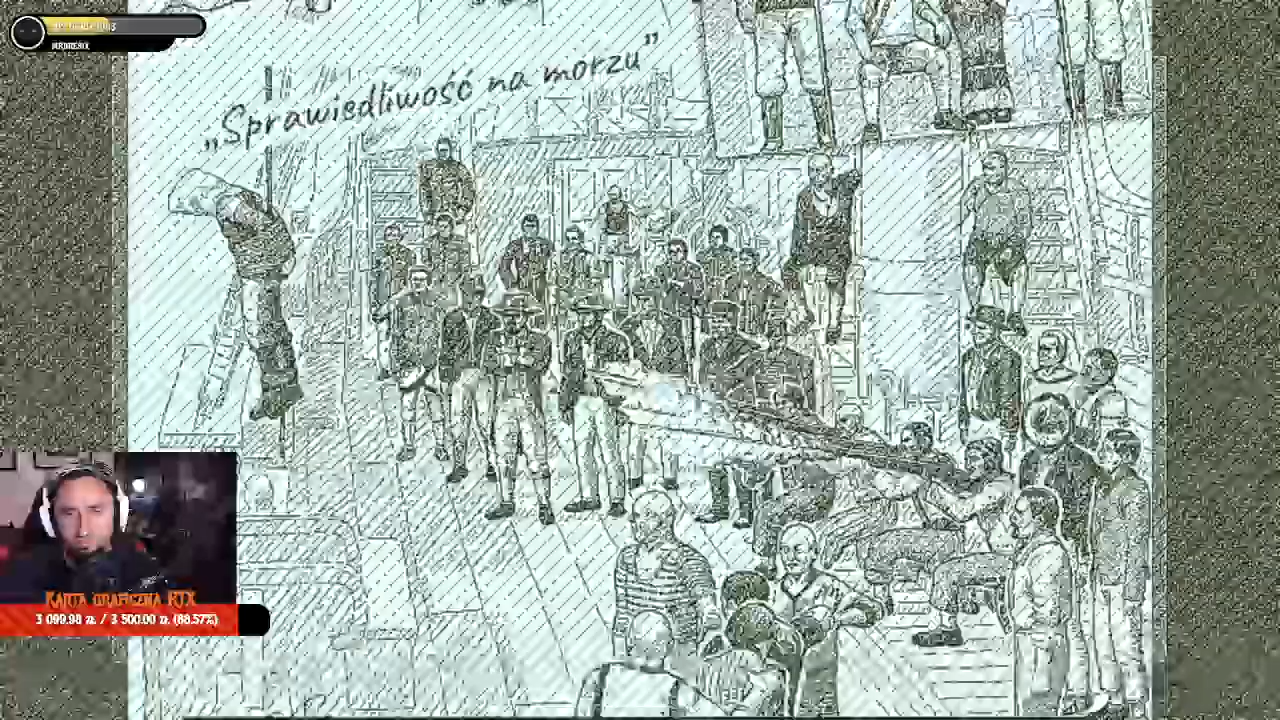 „Sprawiedliwość na morzu”
KARTA GRAFICZNA RTX
3 099.98 zł / 3 500.00 zł (88.57%)